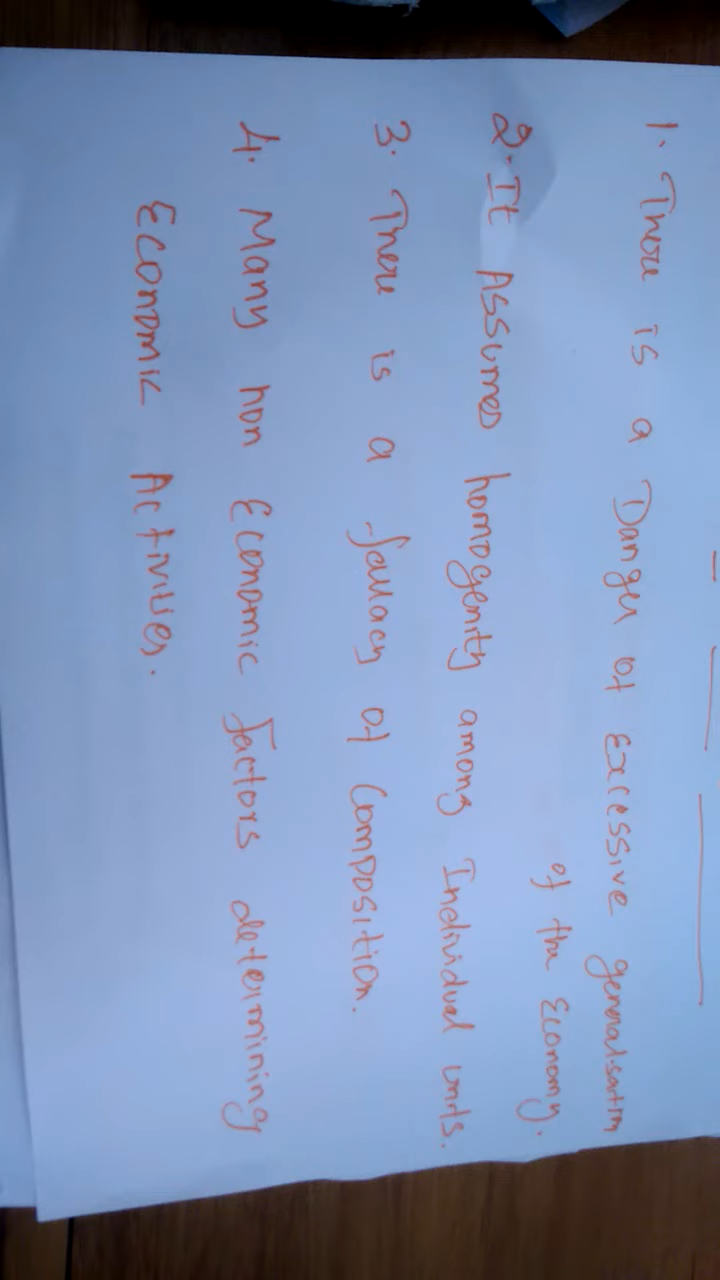 1. There is a Danger of Excessive generalisation
of the Economy.
2. It Assumes homogenity among Individual units.
3. There is a fallacy of Composition.
4. Many non Economic factors determining
Economic Activities.